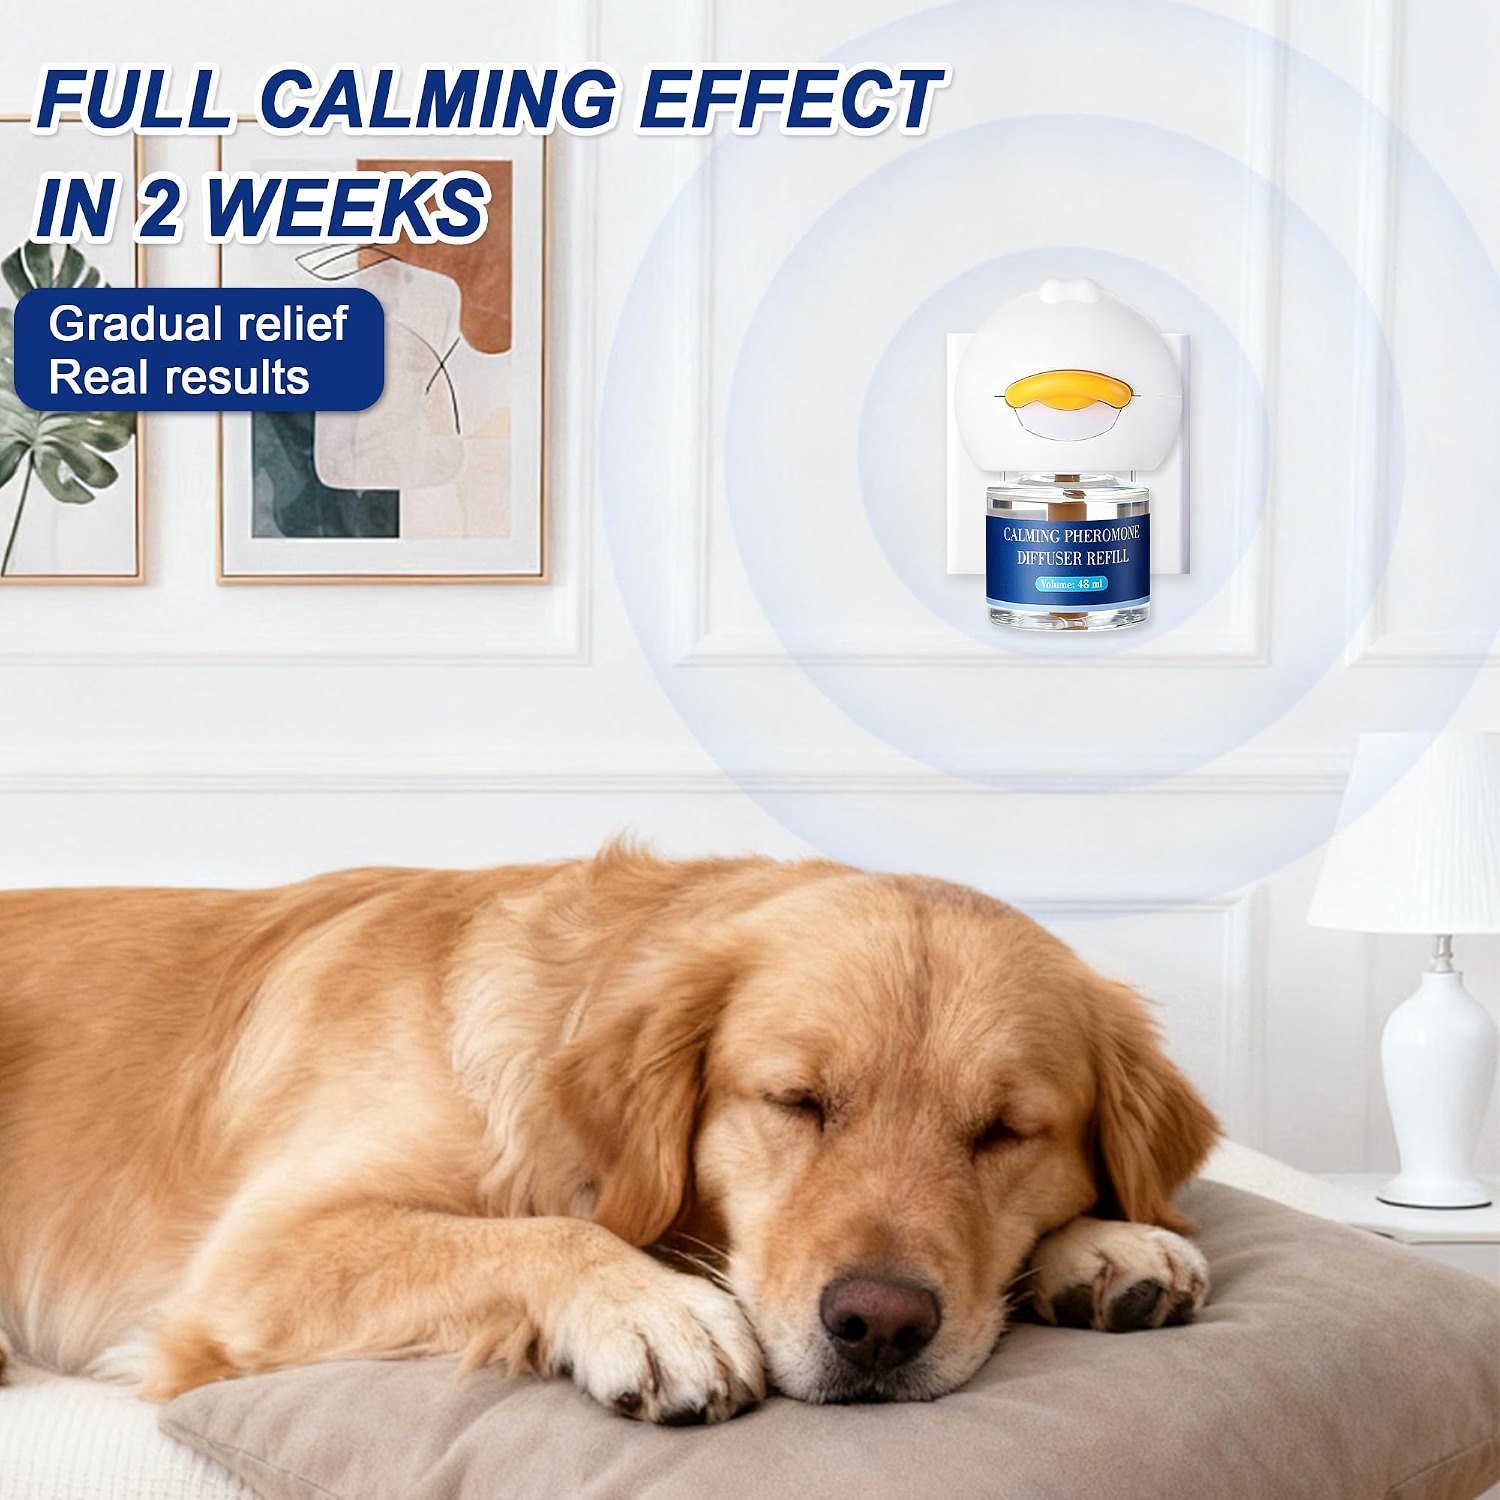 FULL CALMING EFFECT
IN 2 WEEKS
Gradual relief
Real results
CALMING PHEROMONE
DIFFUSER REFILL
Volume: 48 ml